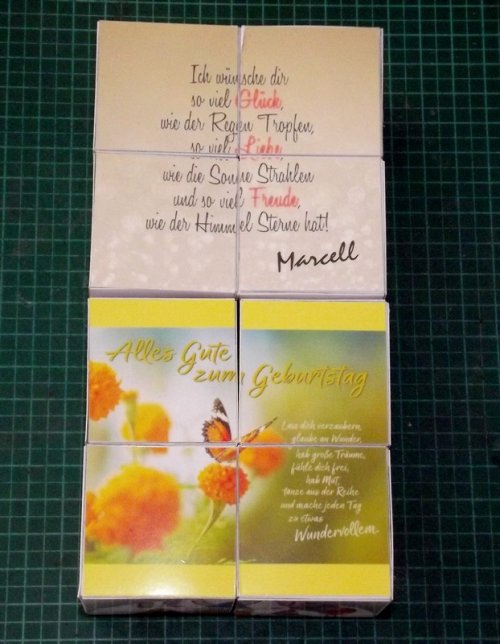 Ich wünsche dir
so viel Glück,
wie der Regen Tropfen,
so viel Liebe,
wie die Sonne Strahlen
und so viel Freude,
wie der Himmel Sterne hat!
Marcell
Alles Gute
zum Geburtstag
Lass dich verzaubern,
glaube an Wunder,
hab große Träume,
fühle dich frei,
hab Mut,
tanze aus der Reihe
und mache jeden Tag
zu etwas
Wundervollem